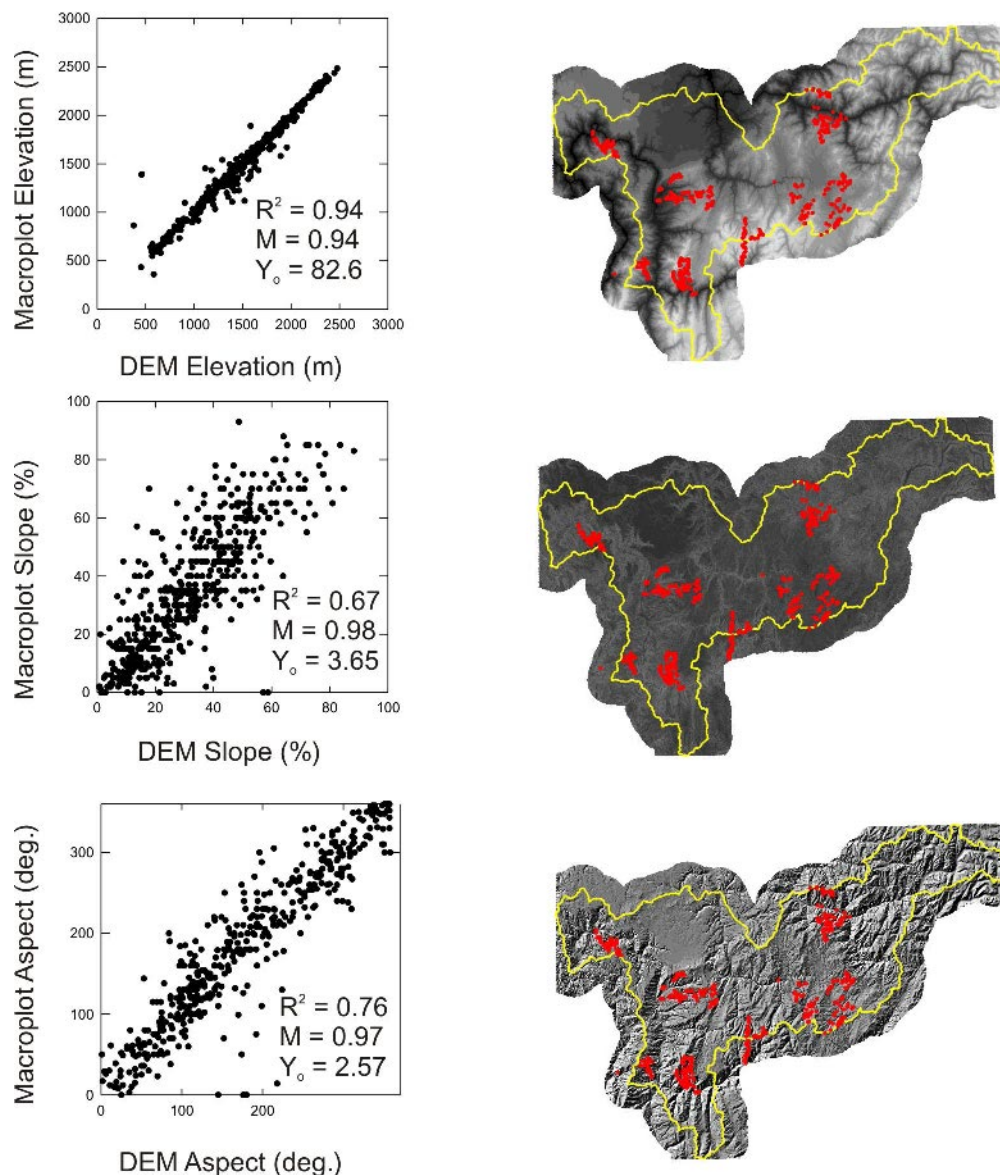 Macroplot Elevation (m)
3000
2500
2000
1500
1000
500
0
R² = 0.94
M = 0.94
Yₒ = 82.6
0 500 1000 1500 2000 2500 3000
DEM Elevation (m)
Macroplot Slope (%)
100
80
60
40
20
0
R² = 0.67
M = 0.98
Yₒ = 3.65
0 20 40 60 80 100
DEM Slope (%)
Macroplot Aspect (deg.)
300
200
100
0
R² = 0.76
M = 0.97
Yₒ = 2.57
0 100 200
DEM Aspect (deg.)